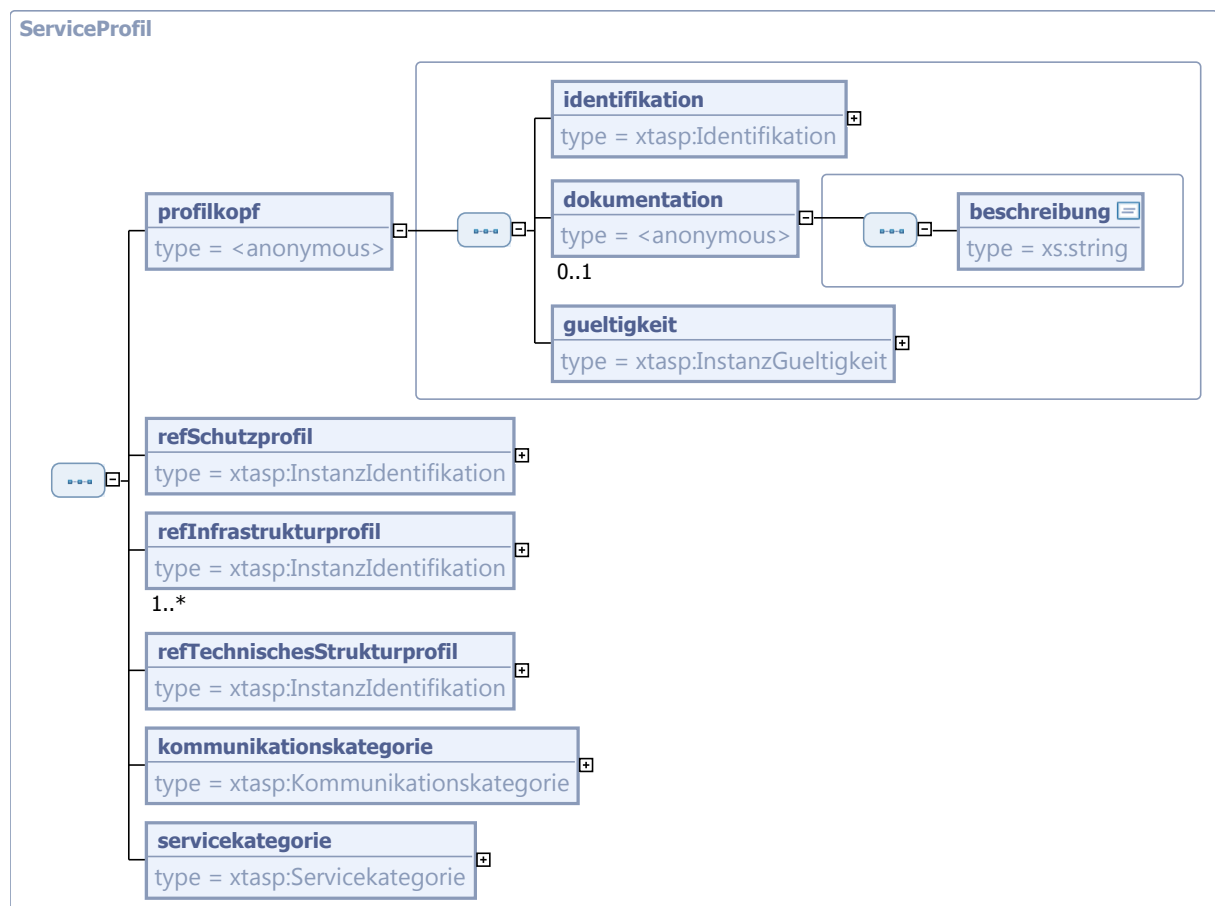 ServiceProfil
identifikation
type = xtasp:Identifikation
profilkopf
type = <anonymous>
dokumentation
type = <anonymous>
0..1
beschreibung
type = xs:string
gueltigkeit
type = xtasp:InstanzGueltigkeit
refSchutzprofil
type = xtasp:InstanzIdentifikation
refInfrastrukturprofil
type = xtasp:InstanzIdentifikation
1..*
refTechnischesStrukturprofil
type = xtasp:InstanzIdentifikation
kommunikationskategorie
type = xtasp:Kommunikationskategorie
servicekategorie
type = xtasp:Servicekategorie